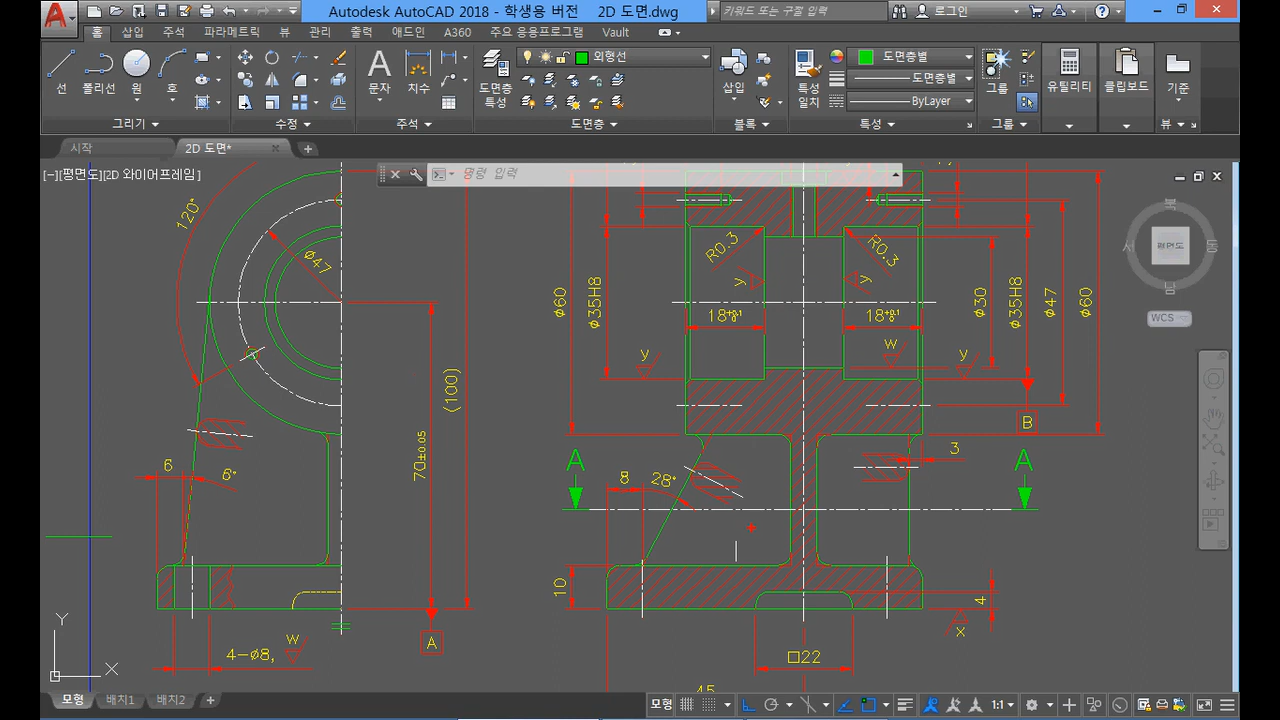 Autodesk AutoCAD 2018 - 학생용 버전 2D 도면.dwg
키워드 또는 구절 입력
로그인
홈 삽입 주석 파라메트릭 뷰 관리 출력 애드인 A360 주요 응용프로그램 Vault
선 폴리선 원 호
문자 치수
도면층 특성
외형선
삽입
특성 일치
도면층별
도면층별
ByLayer
그룹
유틸리티
클립보드
기준
그리기 수정 주석 도면층 블록 특성 그룹 뷰
시작 2D 도면*
[−][평면도][2D 와이어프레임]
명령 입력
북
서 평면도 동
남
WCS
120°
ø47
R0.3 R0.3
y y
ø60 ø35H8 ø30 ø35H8 ø47 ø60
18
18
w
y y
(100)
70±0.05
B
6 6°
A A
8 28°
3
10
4
x
4-ø8, w
A
□22
45
Y
X
모형 배치1 배치2
모형
1:1